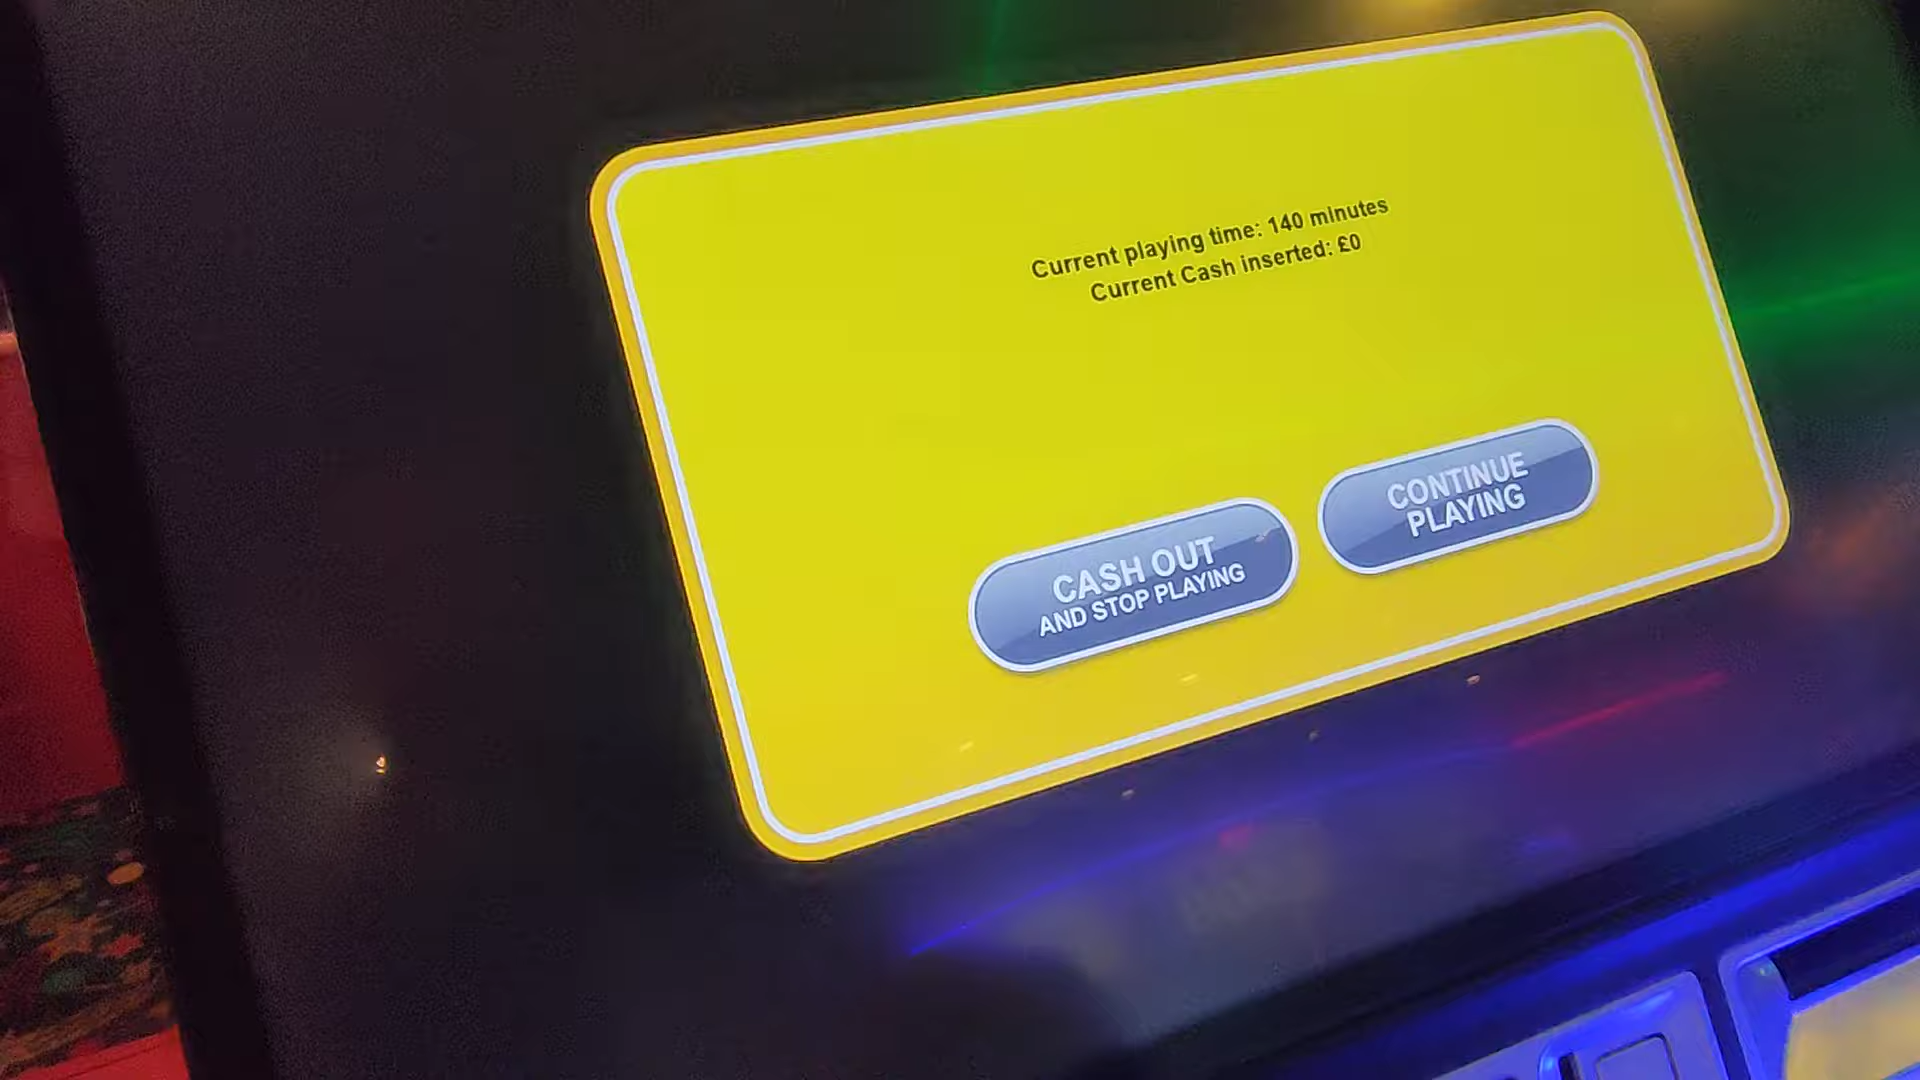 Current playing time: 140 minutes
Current Cash inserted: £0
CASH OUT
AND STOP PLAYING
CONTINUE
PLAYING